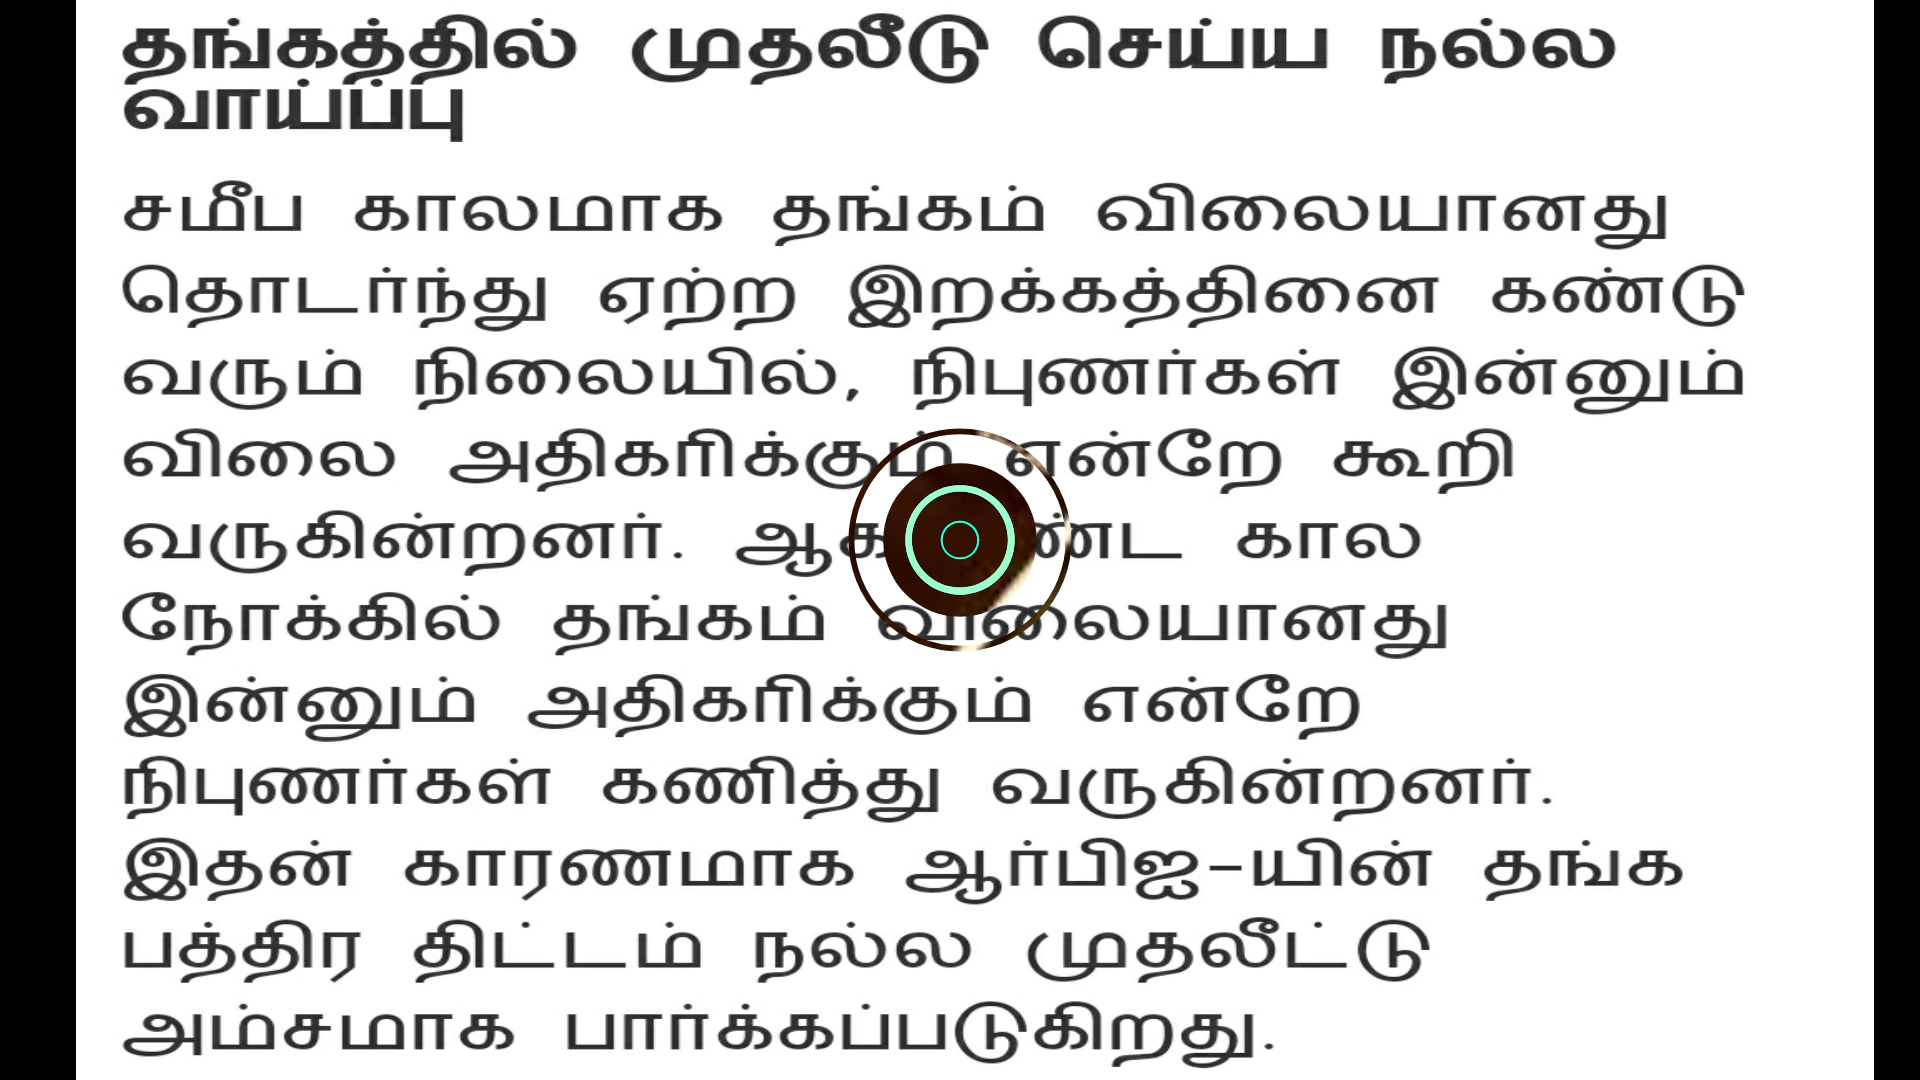 தங்கத்தில் முதலீடு செய்ய நல்ல
வாய்ப்பு
சமீப காலமாக தங்கம் விலையானது
தொடர்ந்து ஏற்ற இறக்கத்தினை கண்டு
வரும் நிலையில், நிபுணர்கள் இன்னும்
விலை அதிகரிக்கும் என்றே கூறி
வருகின்றனர். கால
நோக்கில் தங்கம் விலையானது
இன்னும் அதிகரிக்கும் என்றே
நிபுணர்கள் கணித்து வருகின்றனர்.
இதன் காரணமாக ஆர்பிஐ-யின் தங்க
பத்திர திட்டம் நல்ல முதலீட்டு
அம்சமாக பார்க்கப்படுகிறது.